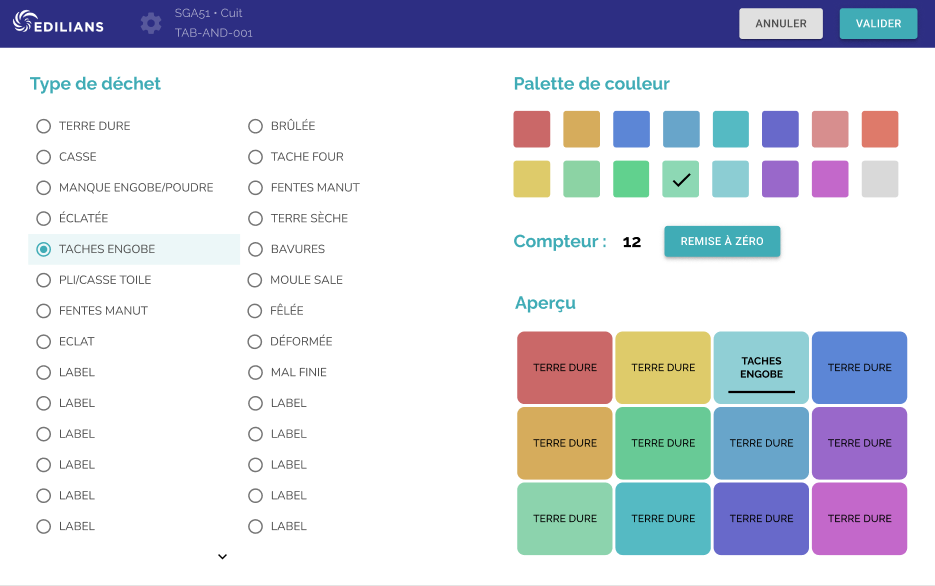 EDILIANS
SGA51 • Cuit
TAB-AND-001
ANNULER
VALIDER
Type de déchet
TERRE DURE
CASSE
MANQUE ENGOBE/POUDRE
ÉCLATÉE
TACHES ENGOBE
PLI/CASSE TOILE
FENTES MANUT
ECLAT
LABEL
LABEL
LABEL
LABEL
LABEL
LABEL
BRÛLÉE
TACHE FOUR
FENTES MANUT
TERRE SÈCHE
BAVURES
MOULE SALE
FÊLÉE
DÉFORMÉE
MAL FINIE
LABEL
LABEL
LABEL
LABEL
LABEL
Palette de couleur
Compteur : 12
REMISE À ZÉRO
Aperçu
TERRE DURE
TERRE DURE
TACHES
ENGOBE
TERRE DURE
TERRE DURE
TERRE DURE
TERRE DURE
TERRE DURE
TERRE DURE
TERRE DURE
TERRE DURE
TERRE DURE